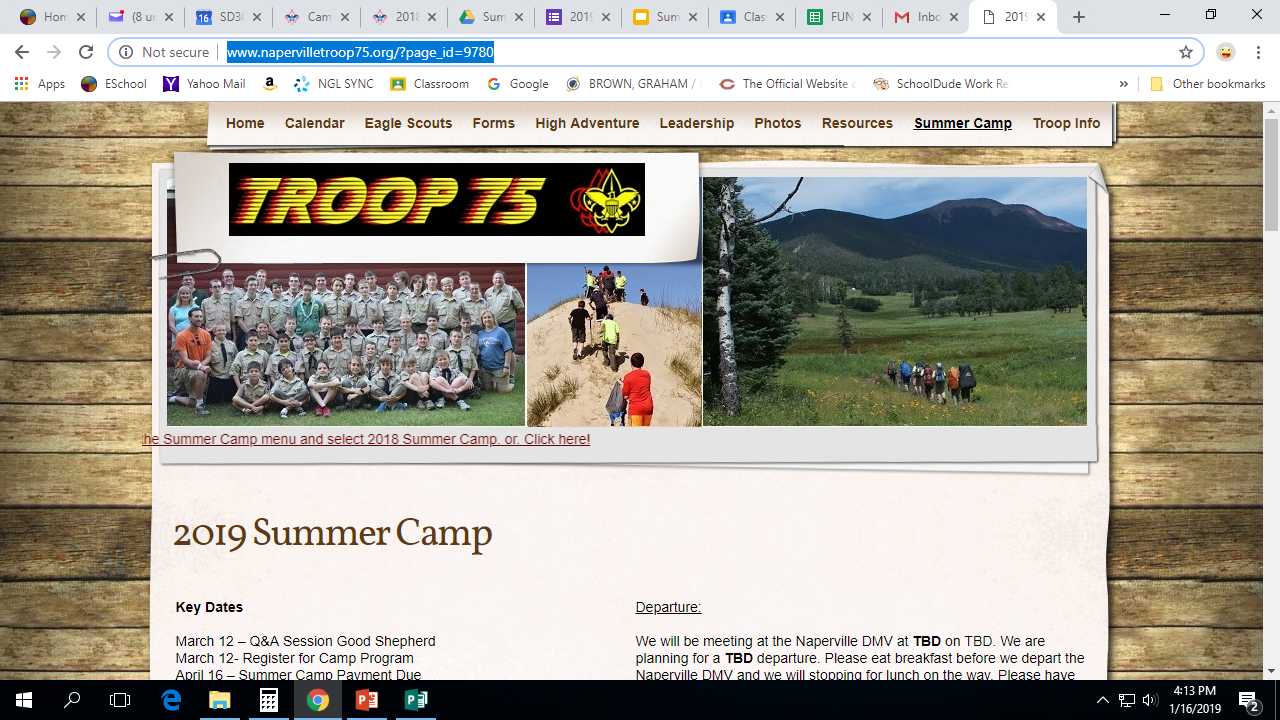 Hom
(8 ur
SD3
Cam
2018
Sum
2019
Sum
Clas
FUN
Inbo
2019
Not secure
www.napervilletroop75.org/?page_id=9780
Apps
ESchool
Yahoo Mail
NGL SYNC
Classroom
Google
BROWN, GRAHAM /
The Official Website
SchoolDude Work Re
»
Other bookmarks
Home Calendar Eagle Scouts Forms High Adventure Leadership Photos Resources Summer Camp Troop Info
TROOP 75
the Summer Camp menu and select 2018 Summer Camp. or. Click here!
2019 Summer Camp
Key Dates
March 12 – Q&A Session Good Shepherd
March 12- Register for Camp Program
April 16 – Summer Camp Payment Due
Departure:
We will be meeting at the Naperville DMV at TBD on TBD. We are
planning for a TBD departure. Please eat breakfast before we depart the
Naperville DMV and we will stopping for lunch on the way. Please have
4:13 PM
1/16/2019
2